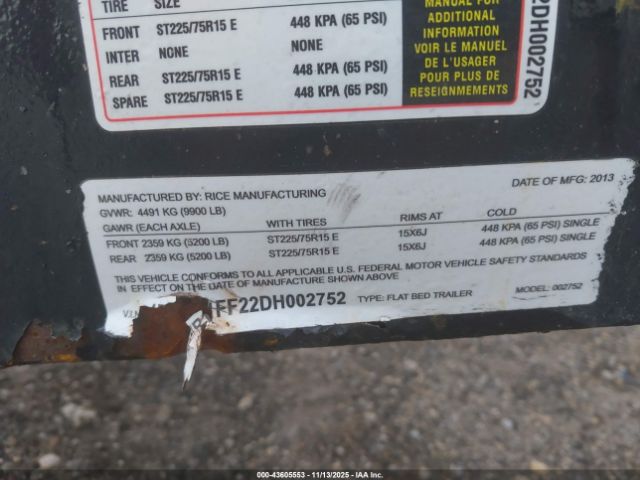 TIRE SIZE
FRONT ST225/75R15 E 448 KPA (65 PSI)
INTER NONE NONE
REAR ST225/75R15 E 448 KPA (65 PSI)
SPARE ST225/75R15 E 448 KPA (65 PSI)
MANUAL FOR
ADDITIONAL
INFORMATION
VOIR LE MANUEL
DE L'USAGER
POUR PLUS DE
RESEIGNEMENTS
2DH002752
MANUFACTURED BY: RICE MANUFACTURING DATE OF MFG: 2013
GVWR: 4491 KG (9900 LB)
GAWR (EACH AXLE) WITH TIRES RIMS AT COLD
FRONT 2359 KG (5200 LB) ST225/75R15 E 15X6J 448 KPA (65 PSI) SINGLE
REAR 2359 KG (5200 LB) ST225/75R15 E 15X6J 448 KPA (65 PSI) SINGLE
THIS VEHICLE CONFORMS TO ALL APPLICABLE U.S. FEDERAL MOTOR VEHICLE SAFETY STANDARDS
IN EFFECT ON THE DATE OF MANUFACTURE SHOWN ABOVE
FF22DH002752 TYPE: FLAT BED TRAILER MODEL: 002752
00-43605553 11/13/2025 IAA Inc.